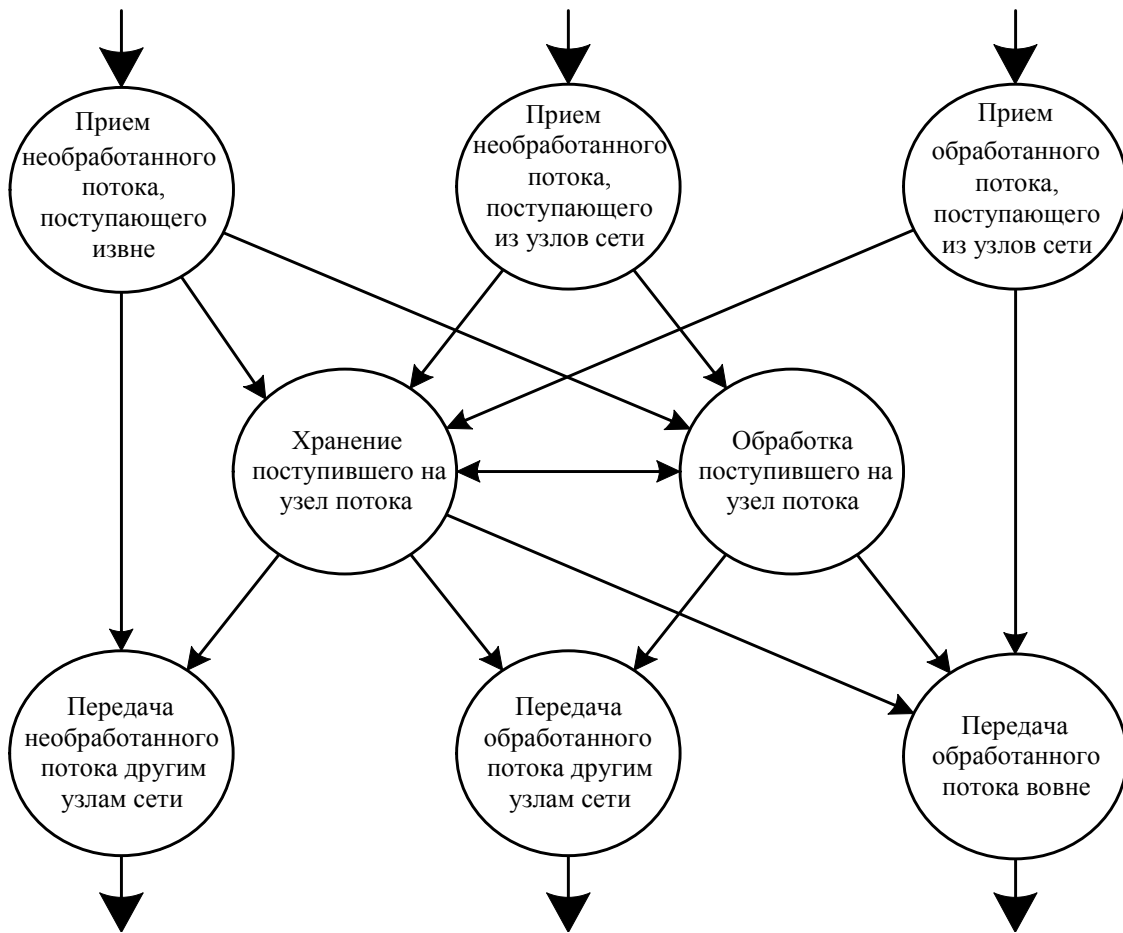 Прием
необработанного
потока,
поступающего
извне
Прием
необработанного
потока,
поступающего
из узлов сети
Прием
обработанного
потока,
поступающего
из узлов сети
Хранение
поступившего на
узел потока
Обработка
поступившего на
узел потока
Передача
необработанного
потока другим
узлам сети
Передача
обработанного
потока другим
узлам сети
Передача
обработанного
потока вовне